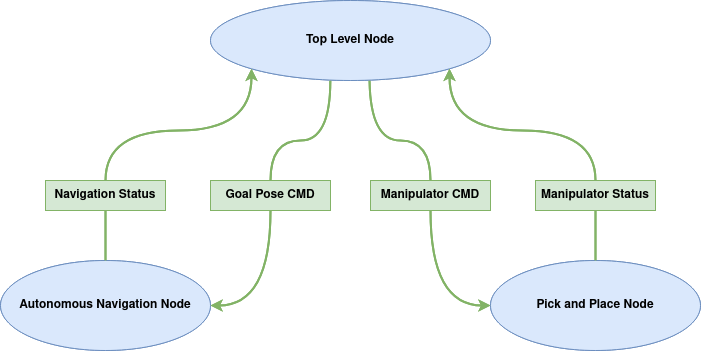 Top Level Node
Navigation Status
Goal Pose CMD
Manipulator CMD
Manipulator Status
Autonomous Navigation Node
Pick and Place Node